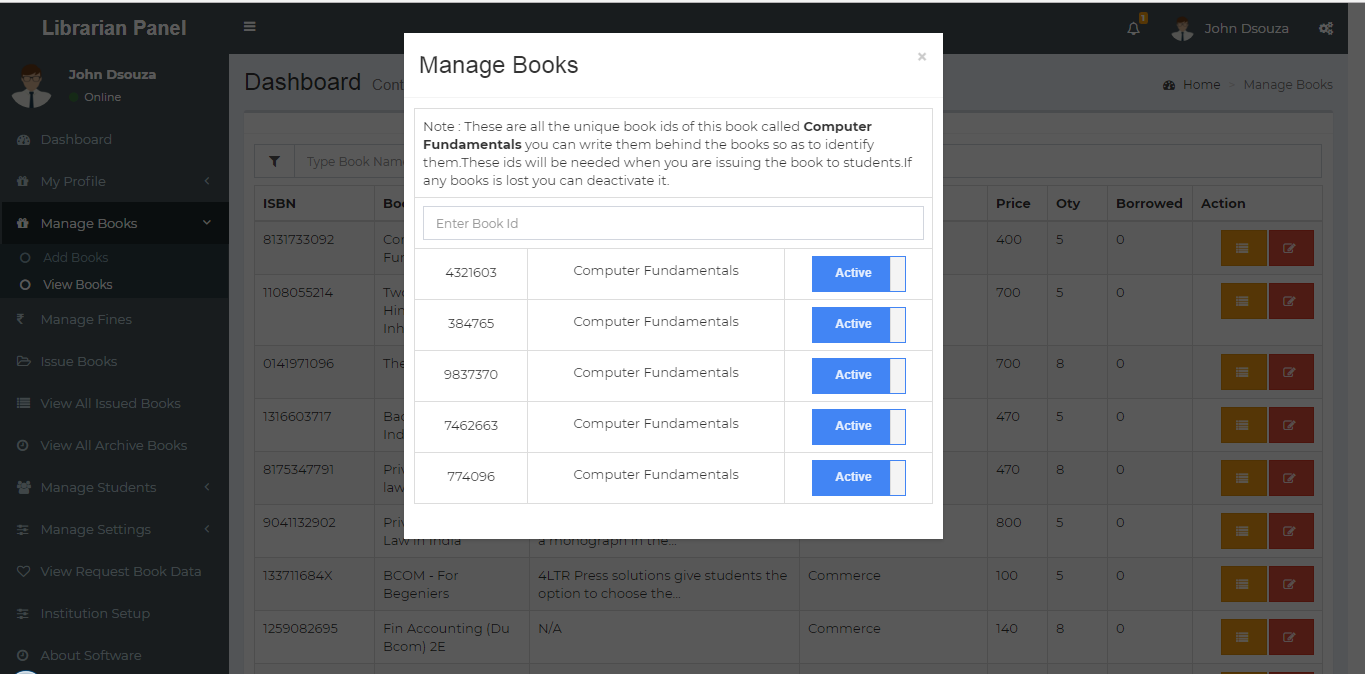 Librarian Panel
1
John Dsouza
John Dsouza
Online
Dashboard
My Profile
Manage Books
Add Books
View Books
Manage Fines
Issue Books
View All Issued Books
View All Archive Books
Manage Students
Manage Settings
View Request Book Data
Institution Setup
About Software
Dashboard Cont
Home > Manage Books
Type Book Nam
Manage Books
×
Note : These are all the unique book ids of this book called Computer
Fundamentals you can write them behind the books so as to identify
them.These ids will be needed when you are issuing the book to students.If
any books is lost you can deactivate it.
Enter Book Id
4321603 Computer Fundamentals Active
384765 Computer Fundamentals Active
9837370 Computer Fundamentals Active
7462663 Computer Fundamentals Active
774096 Computer Fundamentals Active
ISBN Boo Price Qty Borrowed Action
8131733092 Co 400 5 0
Fu
1108055214 Tw 700 5 0
Hi
Inh
0141971096 The 700 8 0
1316603717 Ba 470 5 0
Ind
8175347791 Pri 470 8 0
law
9041132902 Pri 800 5 0
Law in India a monograph in the...
133711684X BCOM - For 4LTR Press solutions give students the Commerce 100 5 0
Begeniers option to choose the...
1259082695 Fin Accounting (Du N/A Commerce 140 8 0
Bcom) 2E